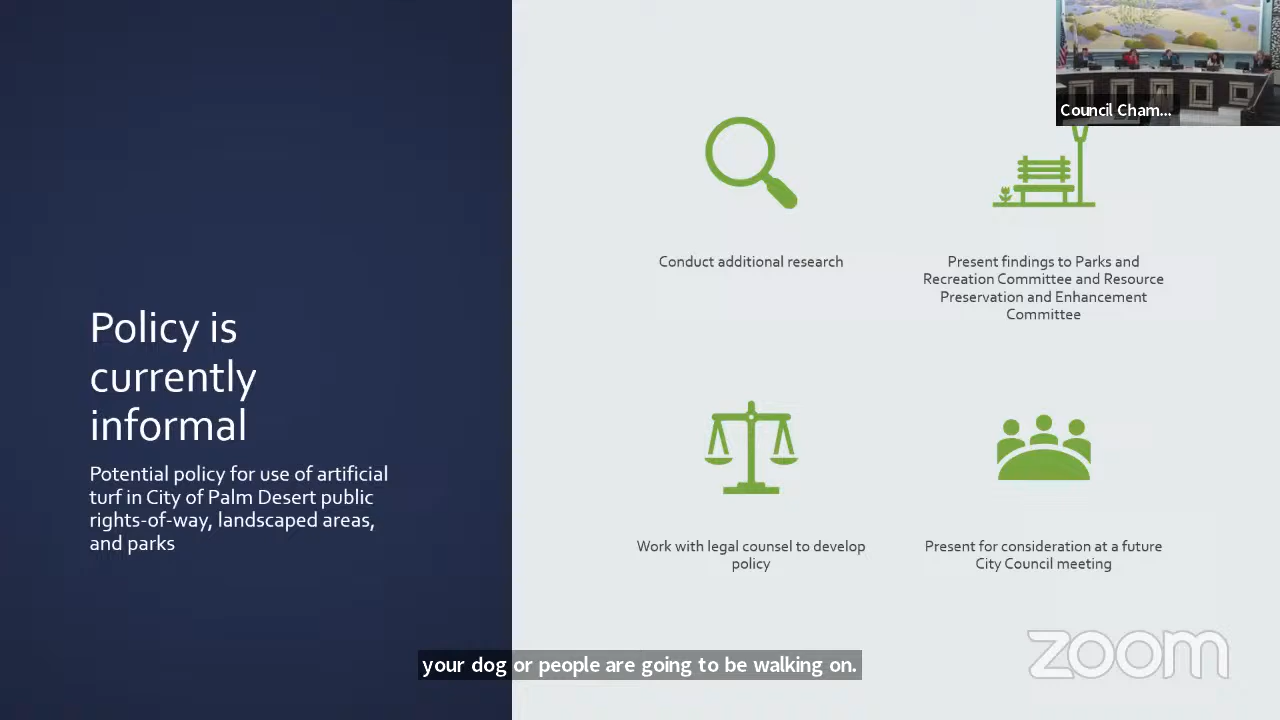 Council Cham...
Policy is
currently
informal
Potential policy for use of artificial
turf in City of Palm Desert public
rights-of-way, landscaped areas,
and parks
Conduct additional research
Present findings to Parks and
Recreation Committee and Resource
Preservation and Enhancement
Committee
Work with legal counsel to develop
policy
Present for consideration at a future
City Council meeting
your dog or people are going to be walking on.
zoom